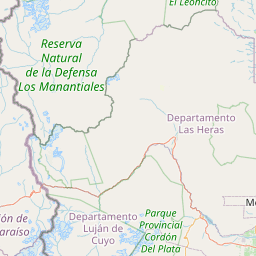 El Leoncito
Reserva
Natural
de la Defensa
Los Manantiales
Departamento
Las Heras
Departamento
Luján de
Cuyo
Parque
Provincial
Cordón
Del Plata
ón de
araíso
Me